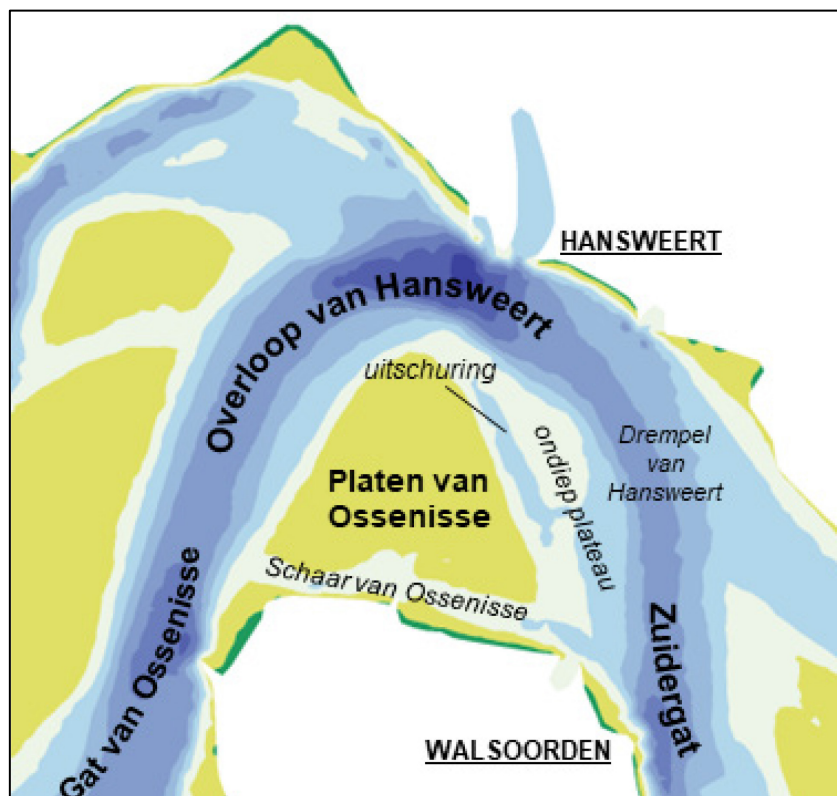 HANSWEERT
Overloop van Hansweert
uitschuring
ondiep plateau
Drempel
van
Hansweert
Platen van
Ossenisse
Schaar van Ossenisse
Gat van Ossenisse
Zuidergat
WALSOORDEN